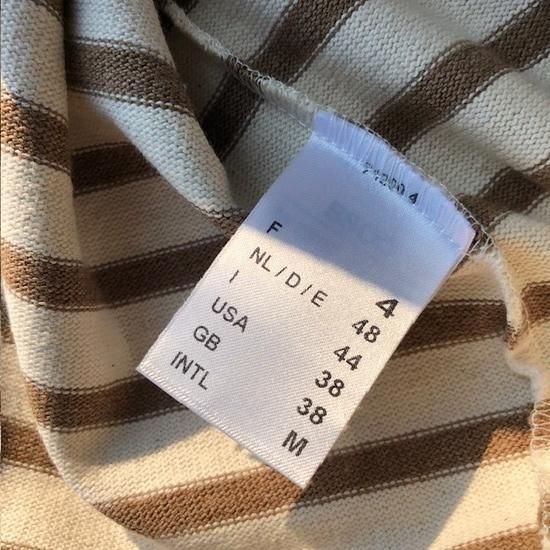 F 4
NL/D/E 48
I 44
USA 38
GB 38
INTL M